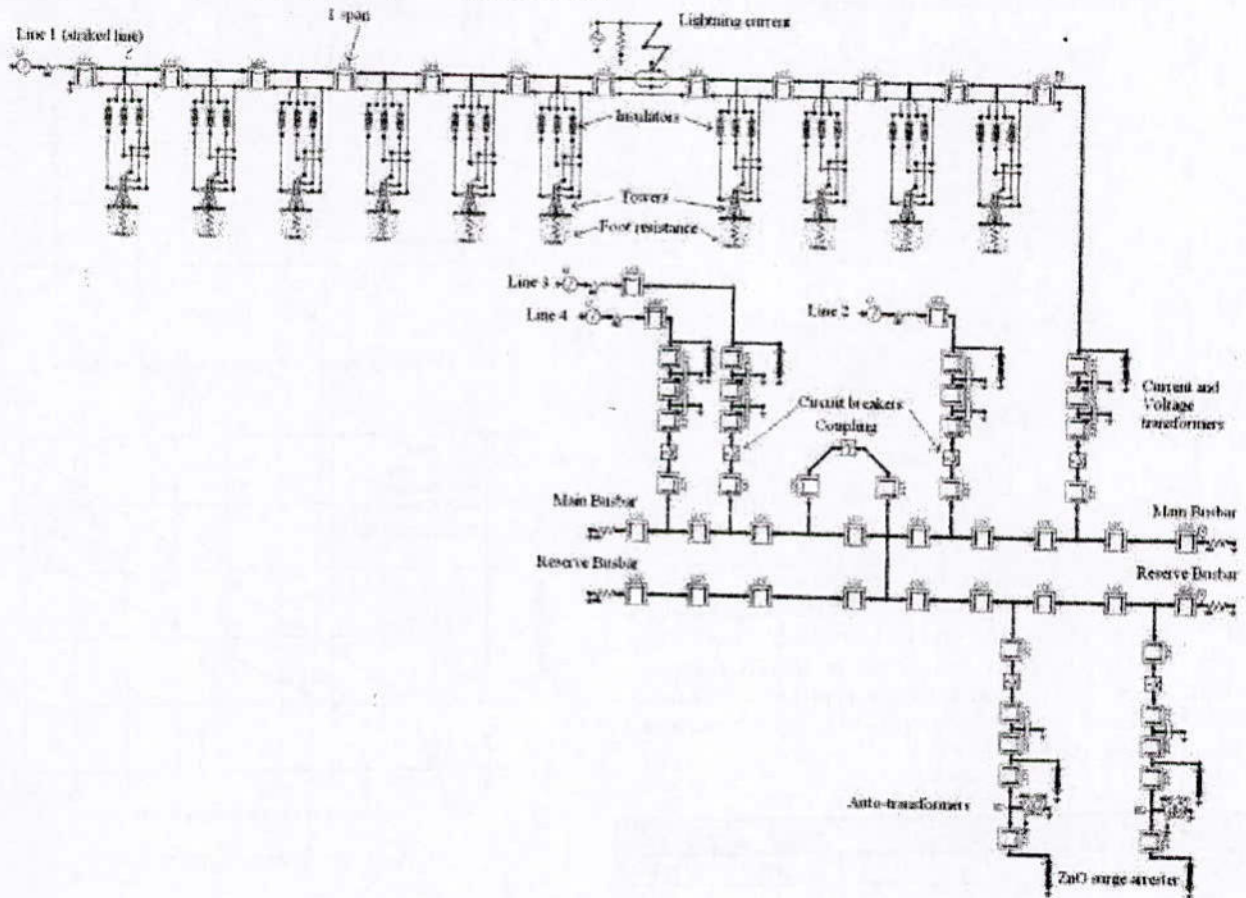 1 span
Lightning current
Line 1 (striked line)
Insulators
Towers
Foot resistance
Line 3
Line 4
Line 2
Current and
Voltage
transformers
Circuit breakers
Coupling
Main Busbar
Main Busbar
Reserve Busbar
Reserve Busbar
Auto-transformers
ZnO surge arrester